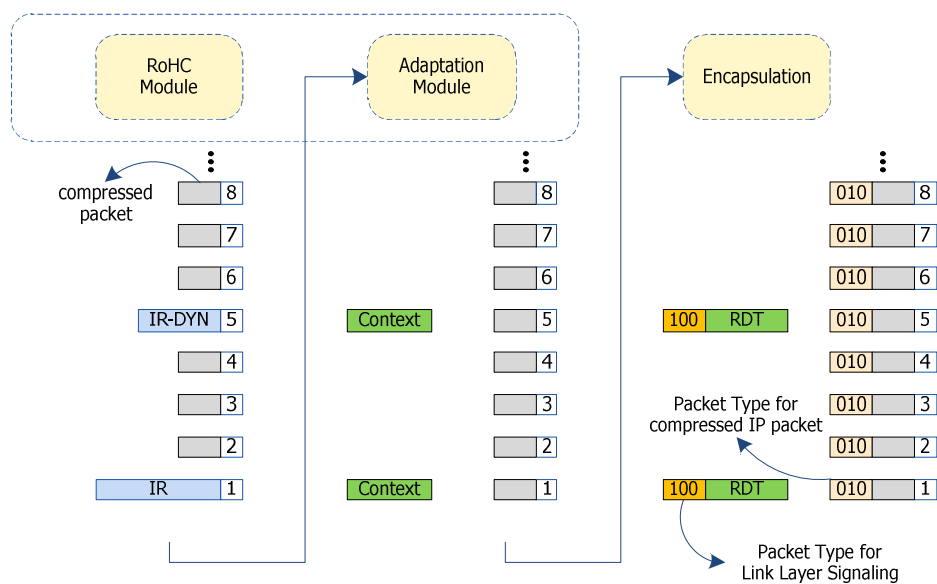 RoHC
Module
Adaptation
Module
Encapsulation
compressed
packet
8
8
010 8
7
7
010 7
6
6
010 6
IR-DYN 5
Context 5
100 RDT 010 5
4
4
010 4
3
3
010 3
Packet Type for
compressed IP packet
2
2
010 2
IR 1
Context 1
100 RDT 010 1
Packet Type for
Link Layer Signaling